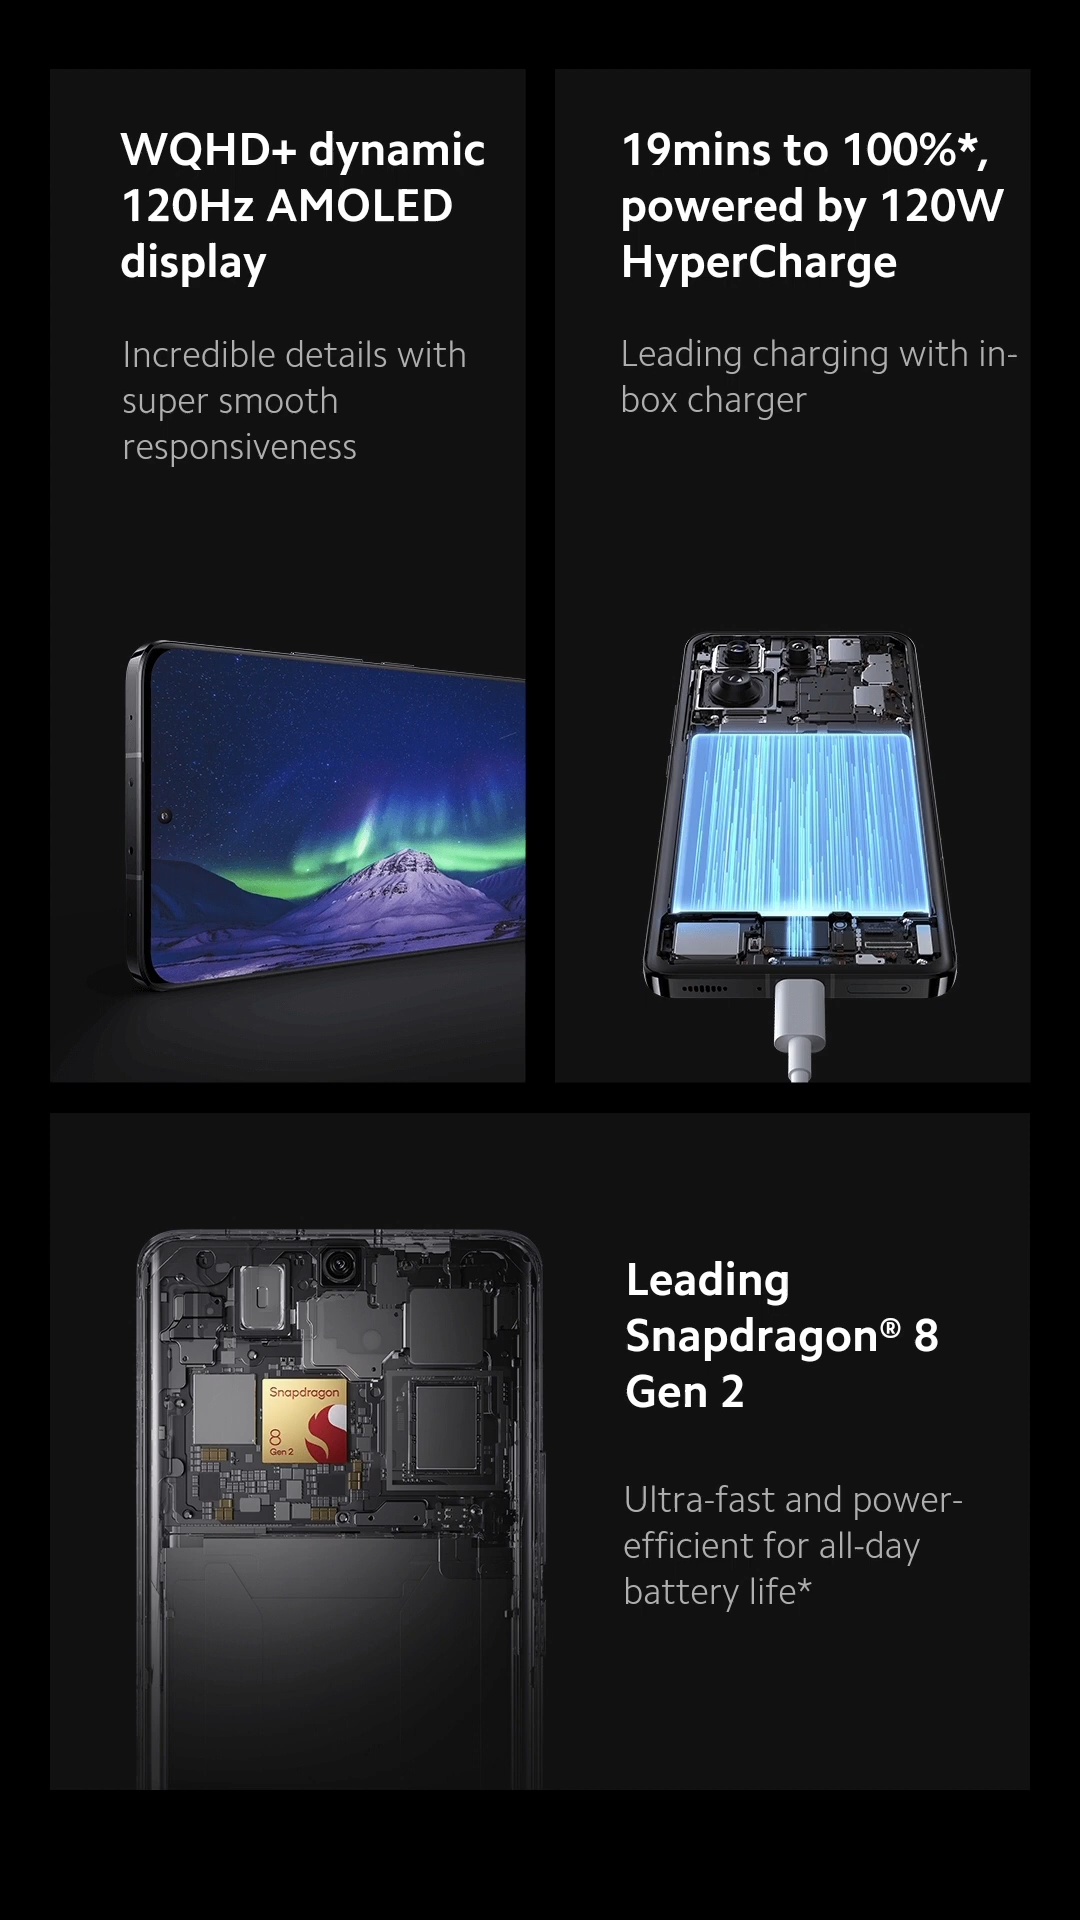 WQHD+ dynamic
120Hz AMOLED
display
Incredible details with
super smooth
responsiveness
19mins to 100%*,
powered by 120W
HyperCharge
Leading charging with in-
box charger
Snapdragon
8
Gen 2
Leading
Snapdragon® 8
Gen 2
Ultra-fast and power-
efficient for all-day
battery life*